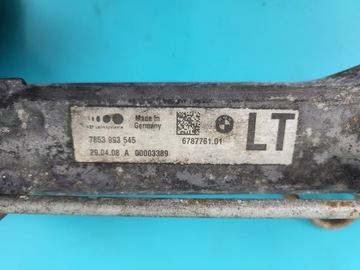 Made in
Germany
7853 993 545
6787761.01
29.04.08 A 00003389
LT